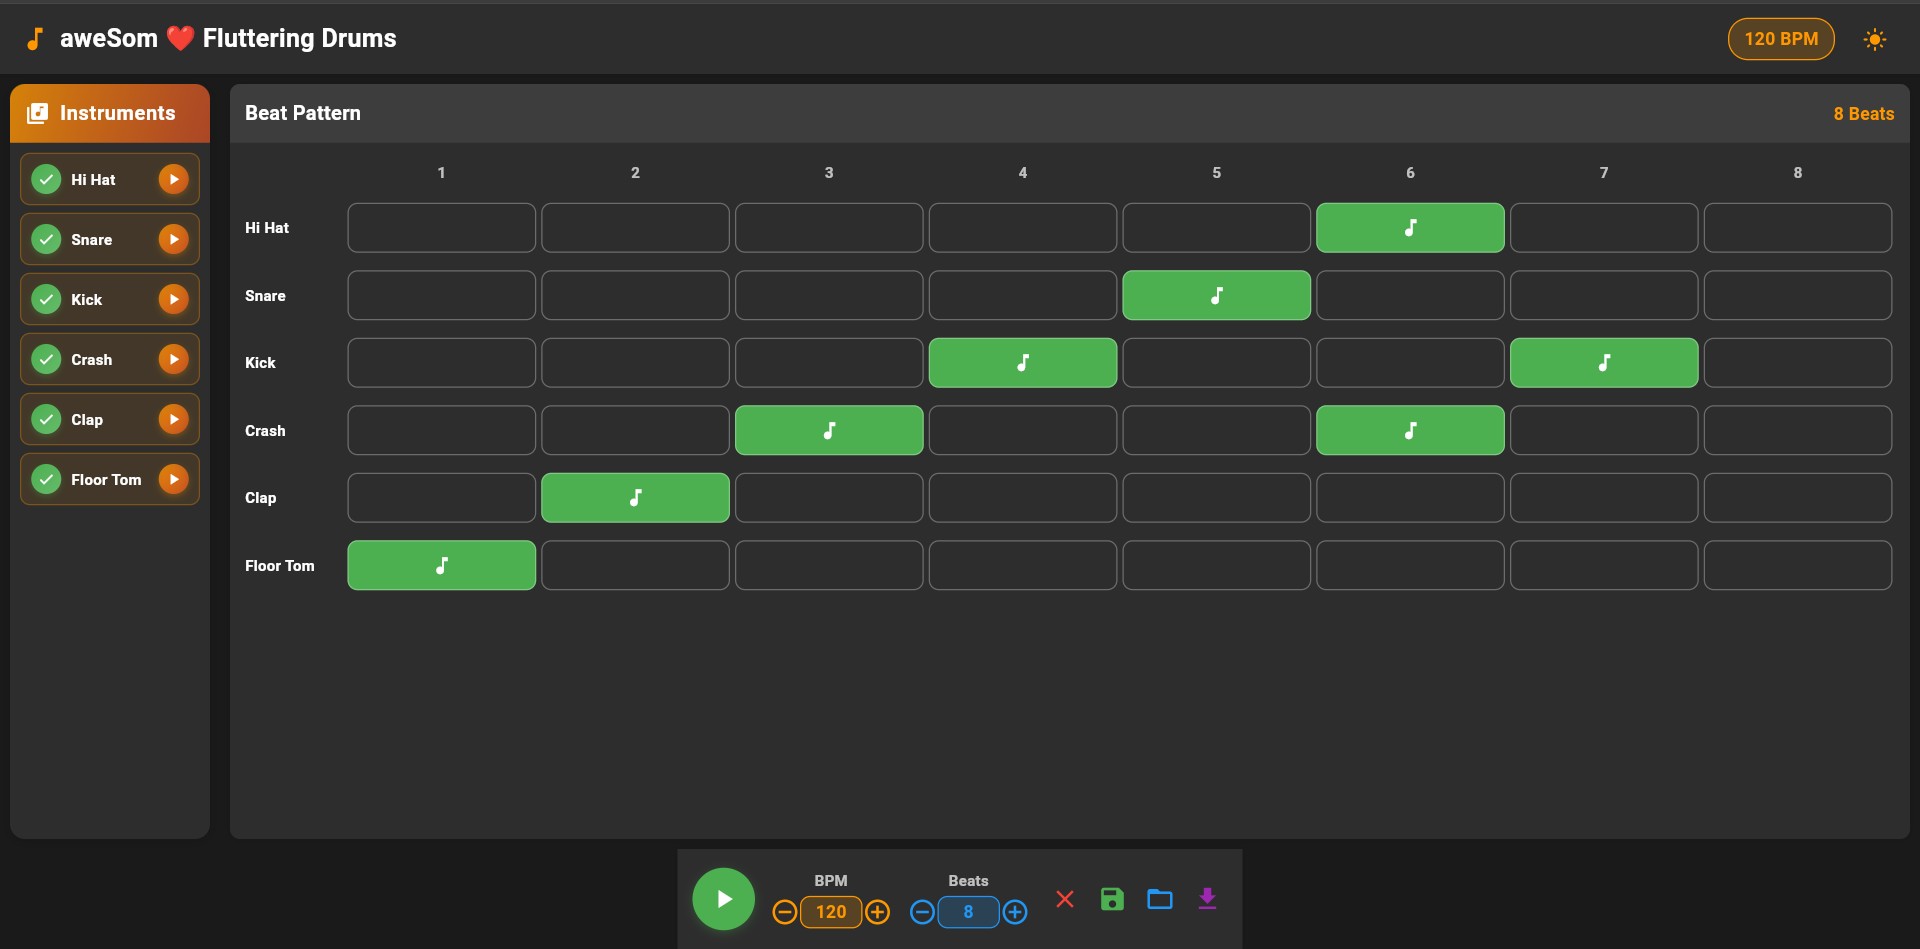 aweSom ❤️ Fluttering Drums
120 BPM
Instruments
Hi Hat
Snare
Kick
Crash
Clap
Floor Tom
Beat Pattern
8 Beats
1 2 3 4 5 6 7 8
Hi Hat
Snare
Kick
Crash
Clap
Floor Tom
BPM
120
Beats
8